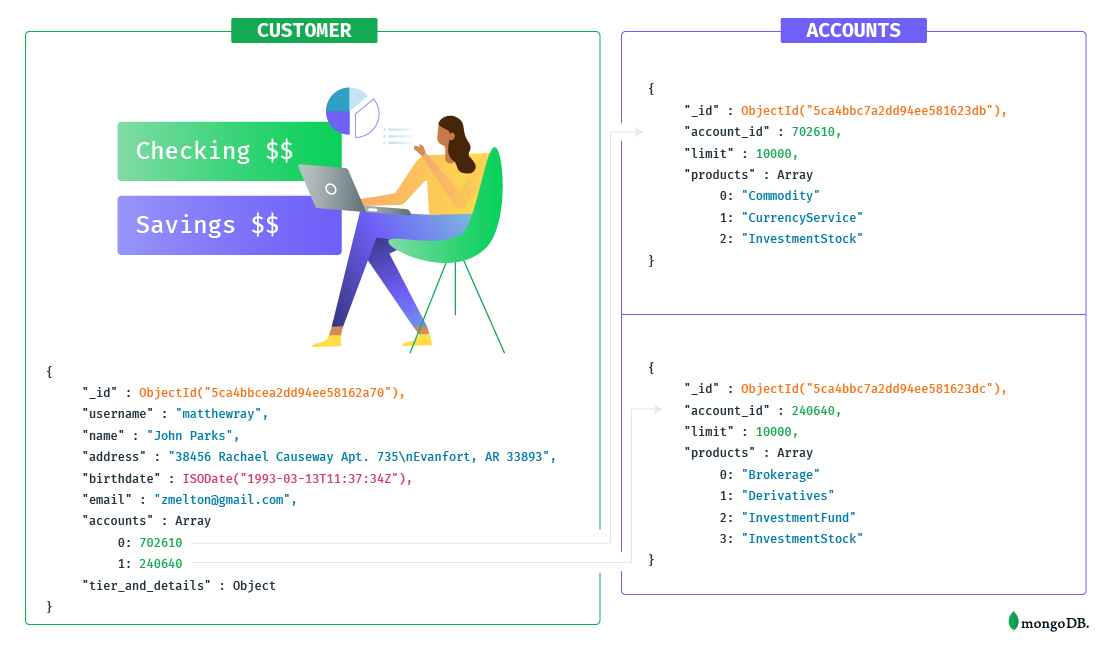 CUSTOMER
Checking $$
Savings $$
{
"_id" : ObjectId("5ca4bbcea2dd94ee58162a70"),
"username" : "matthewray",
"name" : "John Parks",
"address" : "38456 Rachael Causeway Apt. 735\nEvanfort, AR 33893",
"birthdate" : ISODate("1993-03-13T11:37:34Z"),
"email" : "zmelton@gmail.com",
"accounts" : Array
0: 702610
1: 240640
"tier_and_details" : Object
}
ACCOUNTS
{
"_id" : ObjectId("5ca4bbc7a2dd94ee581623db"),
"account_id" : 702610,
"limit" : 10000,
"products" : Array
0: "Commodity"
1: "CurrencyService"
2: "InvestmentStock"
}
{
"_id" : ObjectId("5ca4bbc7a2dd94ee581623dc"),
"account_id" : 240640,
"limit" : 10000,
"products" : Array
0: "Brokerage"
1: "Derivatives"
2: "InvestmentFund"
3: "InvestmentStock"
}
mongoDB.